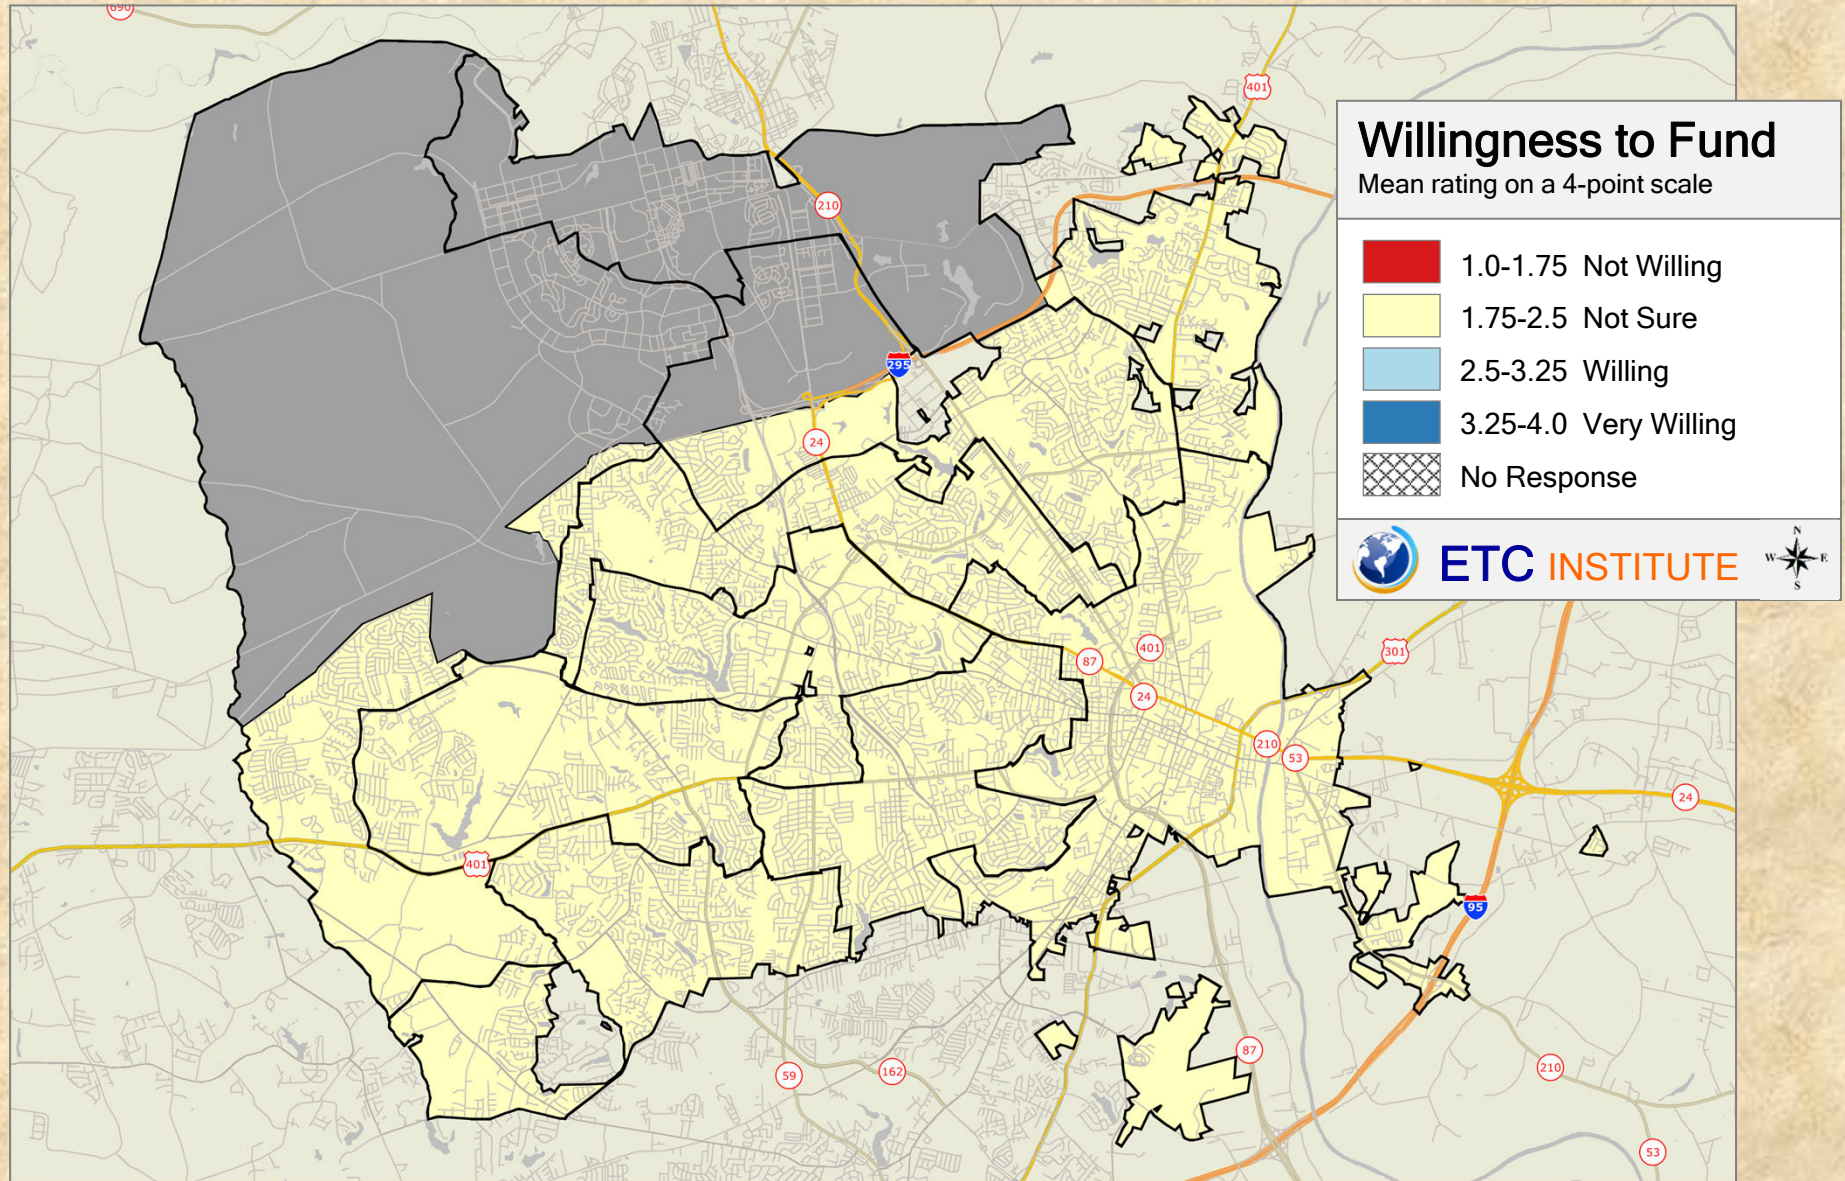 690
401
Willingness to Fund
Mean rating on a 4-point scale
1.0-1.75 Not Willing
1.75-2.5 Not Sure
2.5-3.25 Willing
3.25-4.0 Very Willing
No Response
ETC INSTITUTE
N
W E
S
210
295
24
87
401
24
301
210
53
24
401
95
59
162
87
210
53